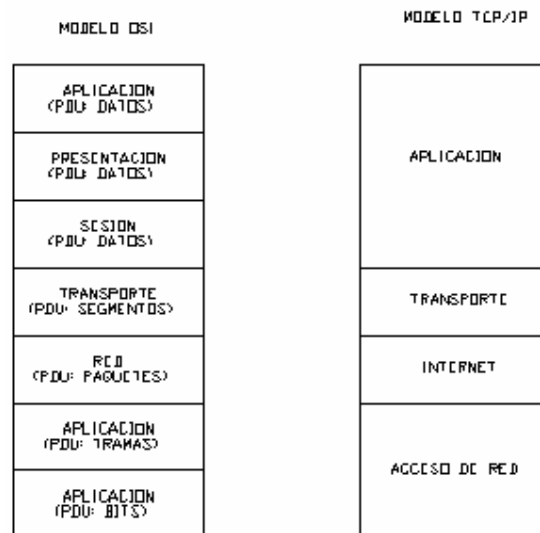 MODELO OSI
MODELO TCP/IP
APLICACION
(PDU: DATOS)
PRESENTACION
(PDU: DATOS)
SESION
(PDU: DATOS)
TRANSPORTE
(PDU: SEGMENTOS)
RED
(PDU: PAQUETES)
APLICACION
(PDU: TRAMAS)
APLICACION
(PDU: BITS)
APLICACION
TRANSPORTE
INTERNET
ACCESO DE RED